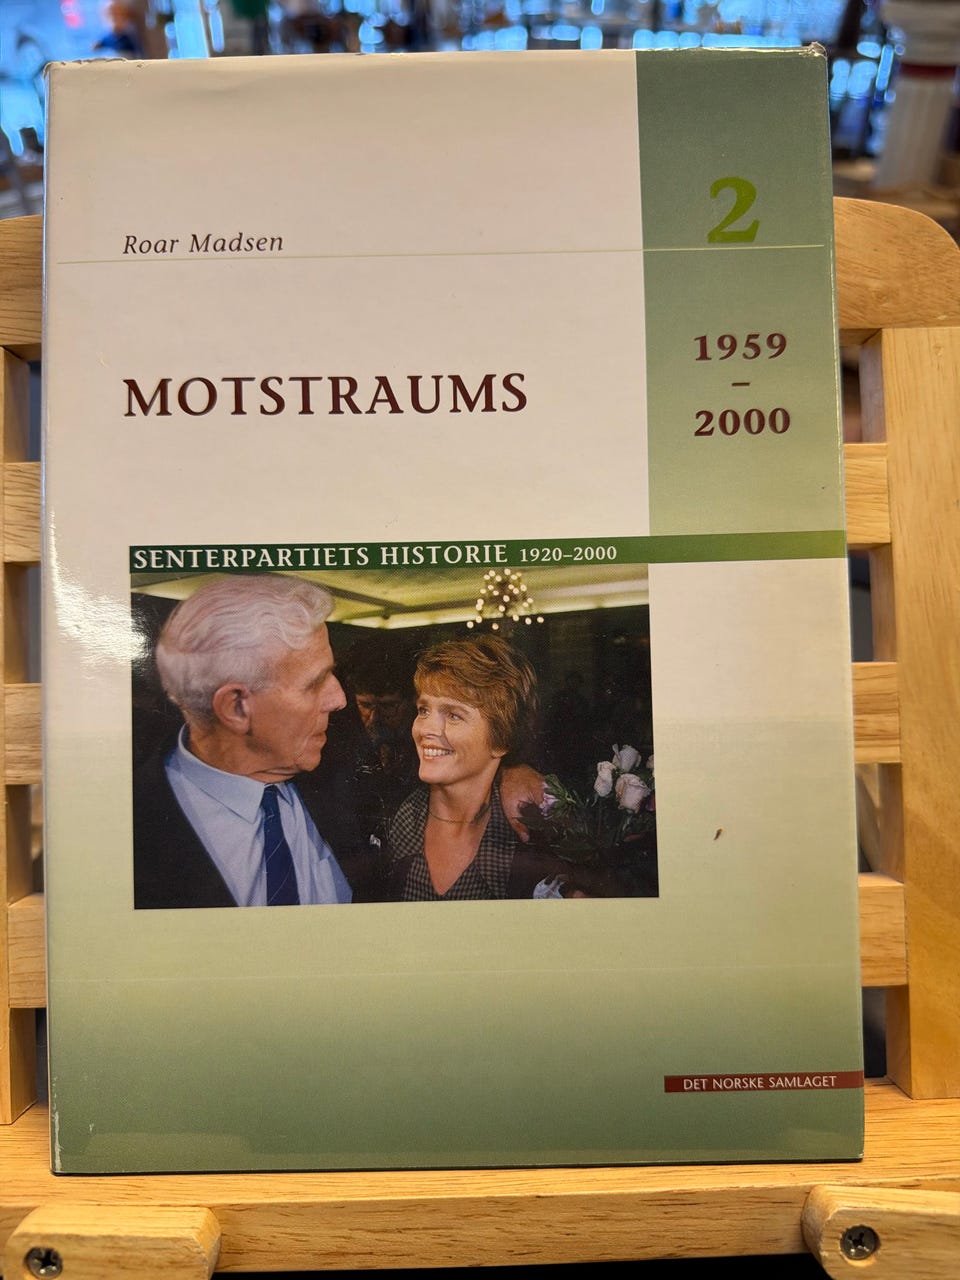 2
Roar Madsen
MOTSTRAUMS
1959
–
2000
SENTERPARTIETS HISTORIE 1920–2000
DET NORSKE SAMLAGET